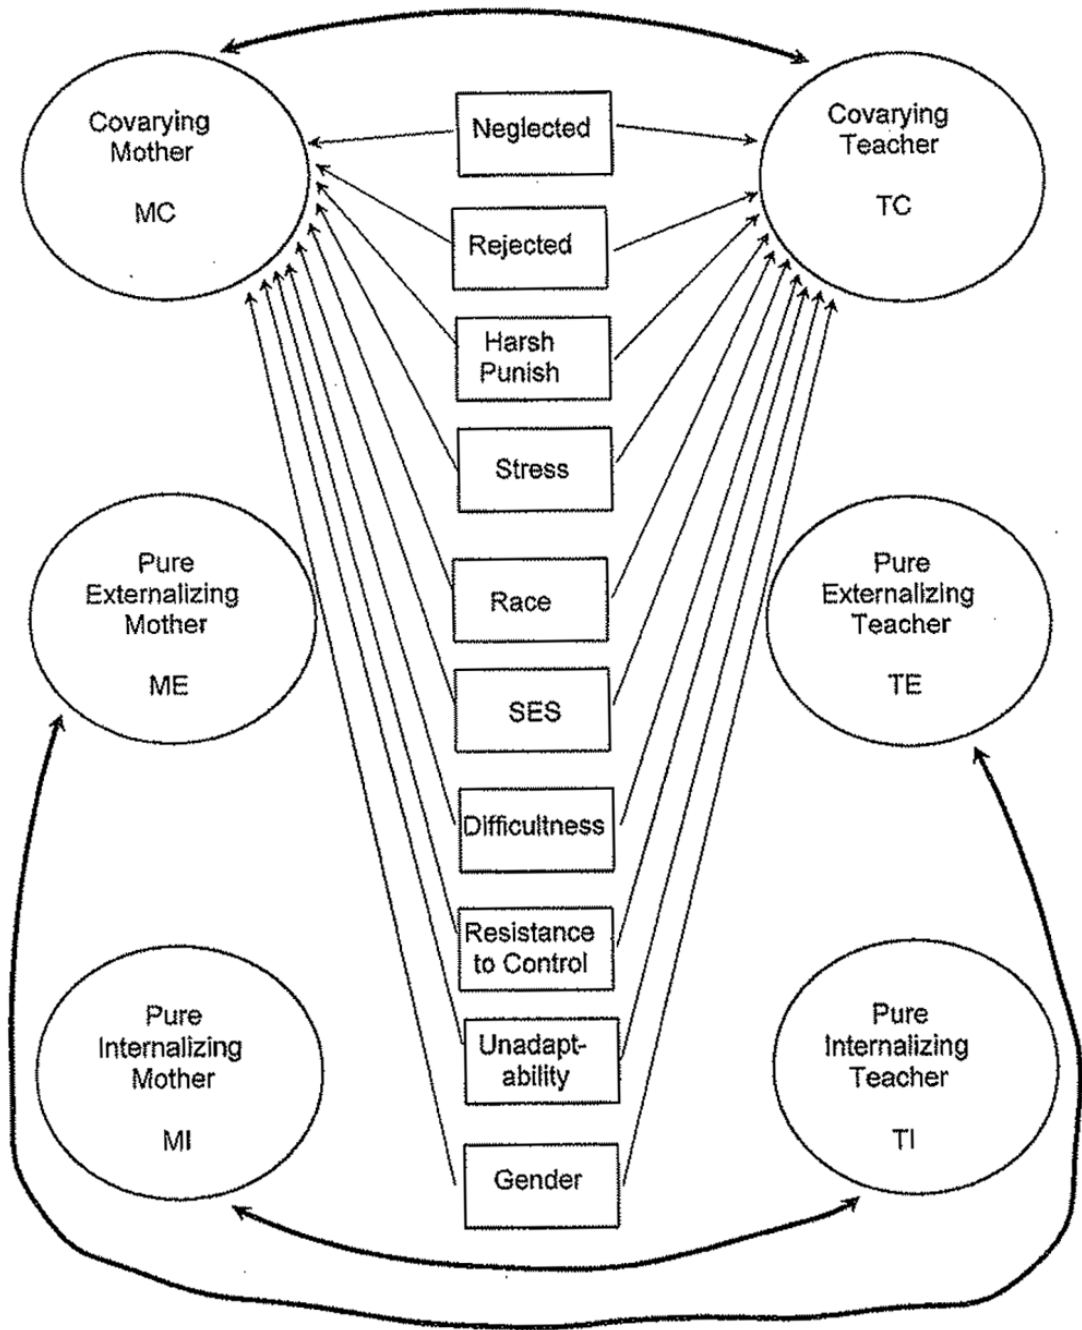 Covarying
Mother
MC
Neglected
Covarying
Teacher
TC
Rejected
Harsh
Punish
Stress
Pure
Externalizing
Mother
ME
Race
Pure
Externalizing
Teacher
TE
SES
Difficultness
Resistance
to Control
Pure
Internalizing
Mother
MI
Unadapt-
ability
Pure
Internalizing
Teacher
TI
Gender